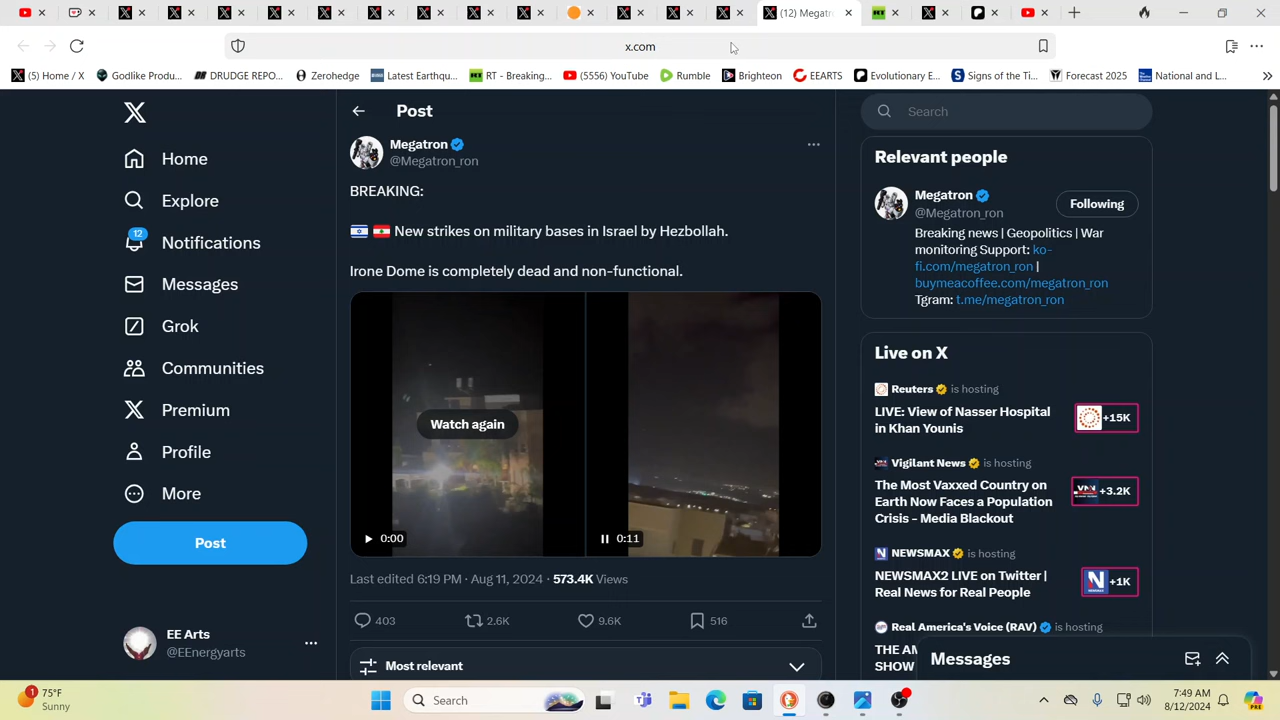 (12) Megatr
x.com
(5) Home / X
Godlike Produ...
DRUDGE REPO...
Zerohedge
Latest Earthqu...
RT - Breaking...
(5556) YouTube
Rumble
Brighteon
EEARTS
Evolutionary E...
Signs of the Ti...
Forecast 2025
National and L...
Home
Explore
12
Notifications
Messages
Grok
Communities
Premium
Profile
More
Post
EE Arts
@EEnergyarts
Post
Megatron
@Megatron_ron
BREAKING:
New strikes on military bases in Israel by Hezbollah.
Irone Dome is completely dead and non-functional.
Watch again
0:00
0:11
Last edited 6:19 PM · Aug 11, 2024 · 573.4K Views
403
2.6K
9.6K
516
Most relevant
Search
Relevant people
Megatron
@Megatron_ron
Following
Breaking news | Geopolitics | War
monitoring Support: ko-
fi.com/megatron_ron |
buymeacoffee.com/megatron_ron
Tgram: t.me/megatron_ron
Live on X
Reuters is hosting
LIVE: View of Nasser Hospital
in Khan Younis
+15K
Vigilant News is hosting
The Most Vaxxed Country on
Earth Now Faces a Population
Crisis – Media Blackout
+3.2K
NEWSMAX is hosting
NEWSMAX2 LIVE on Twitter |
Real News for Real People
+1K
Real America's Voice (RAV) is hosting
THE AM
SHOW
Messages
1
75°F
Sunny
Search
7:49 AM
8/12/2024